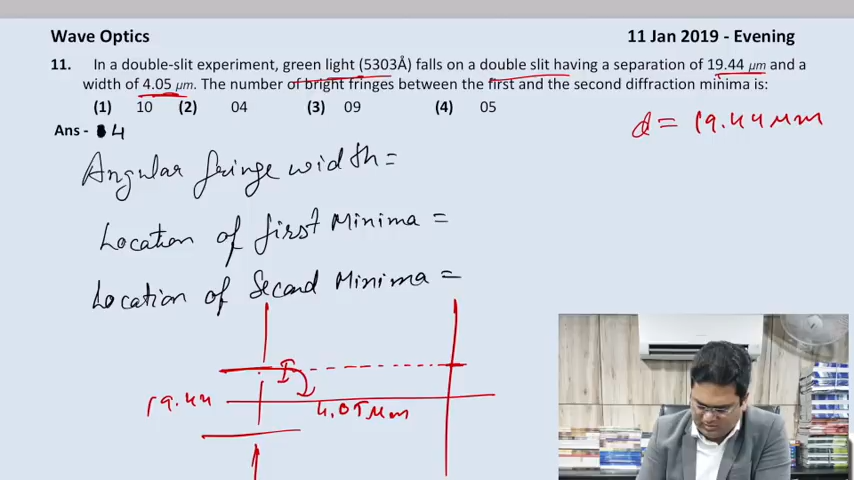 Wave Optics 11 Jan 2019 - Evening
11. In a double-slit experiment, green light (5303Å) falls on a double slit having a separation of 19.44 μm and a
width of 4.05 μm. The number of bright fringes between the first and the second diffraction minima is:
(1) 10 (2) 04 (3) 09 (4) 05
d = 19.44 μm
Ans - 4
Angular fringe width =
Location of first Minima =
Location of Second Minima =
19.44
4.05 μm